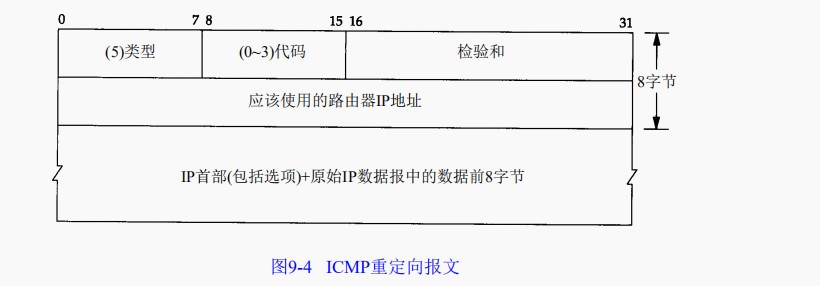 0 7 8 15 16 31
(5)类型 (0~3)代码 检验和
8字节
应该使用的路由器IP地址
IP首部(包括选项)+原始IP数据报中的数据前8字节
图9-4 ICMP重定向报文